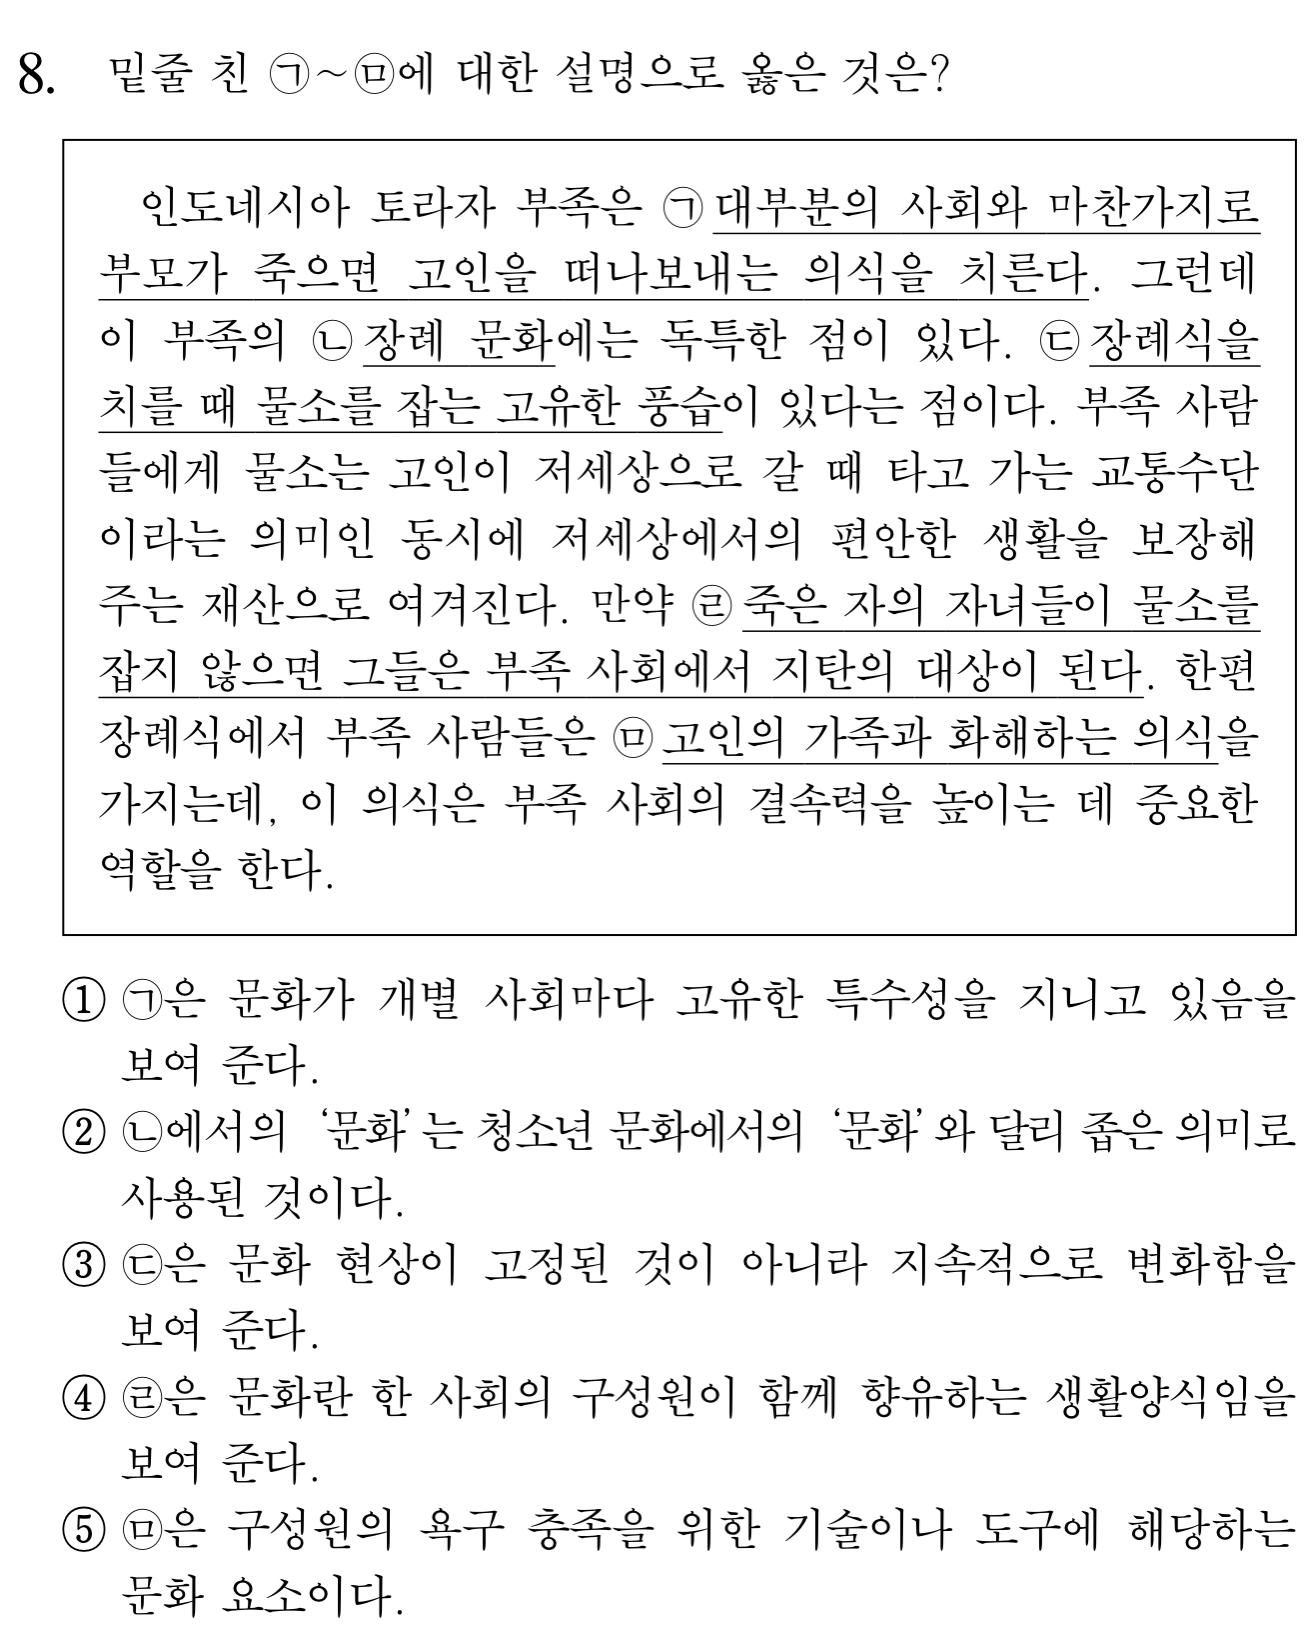 8. 밑줄 친 ㉠~㉤에 대한 설명으로 옳은 것은?
인도네시아 토라자 부족은 ㉠대부분의 사회와 마찬가지로
부모가 죽으면 고인을 떠나보내는 의식을 치른다. 그런데
이 부족의 ㉡장례 문화에는 독특한 점이 있다. ㉢장례식을
치를 때 물소를 잡는 고유한 풍습이 있다는 점이다. 부족 사람
들에게 물소는 고인이 저세상으로 갈 때 타고 가는 교통수단
이라는 의미인 동시에 저세상에서의 편안한 생활을 보장해
주는 재산으로 여겨진다. 만약 ㉣죽은 자의 자녀들이 물소를
잡지 않으면 그들은 부족 사회에서 지탄의 대상이 된다. 한편
장례식에서 부족 사람들은 ㉤고인의 가족과 화해하는 의식을
가지는데, 이 의식은 부족 사회의 결속력을 높이는 데 중요한
역할을 한다.
① ㉠은 문화가 개별 사회마다 고유한 특수성을 지니고 있음을
보여 준다.
② ㉡에서의 ‘문화’는 청소년 문화에서의 ‘문화’와 달리 좁은 의미로
사용된 것이다.
③ ㉢은 문화 현상이 고정된 것이 아니라 지속적으로 변화함을
보여 준다.
④ ㉣은 문화란 한 사회의 구성원이 함께 향유하는 생활양식임을
보여 준다.
⑤ ㉤은 구성원의 욕구 충족을 위한 기술이나 도구에 해당하는
문화 요소이다.